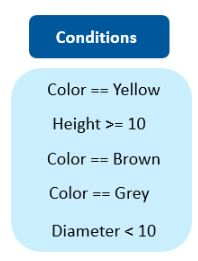 Conditions
Color == Yellow
Height >= 10
Color == Brown
Color == Grey
Diameter < 10